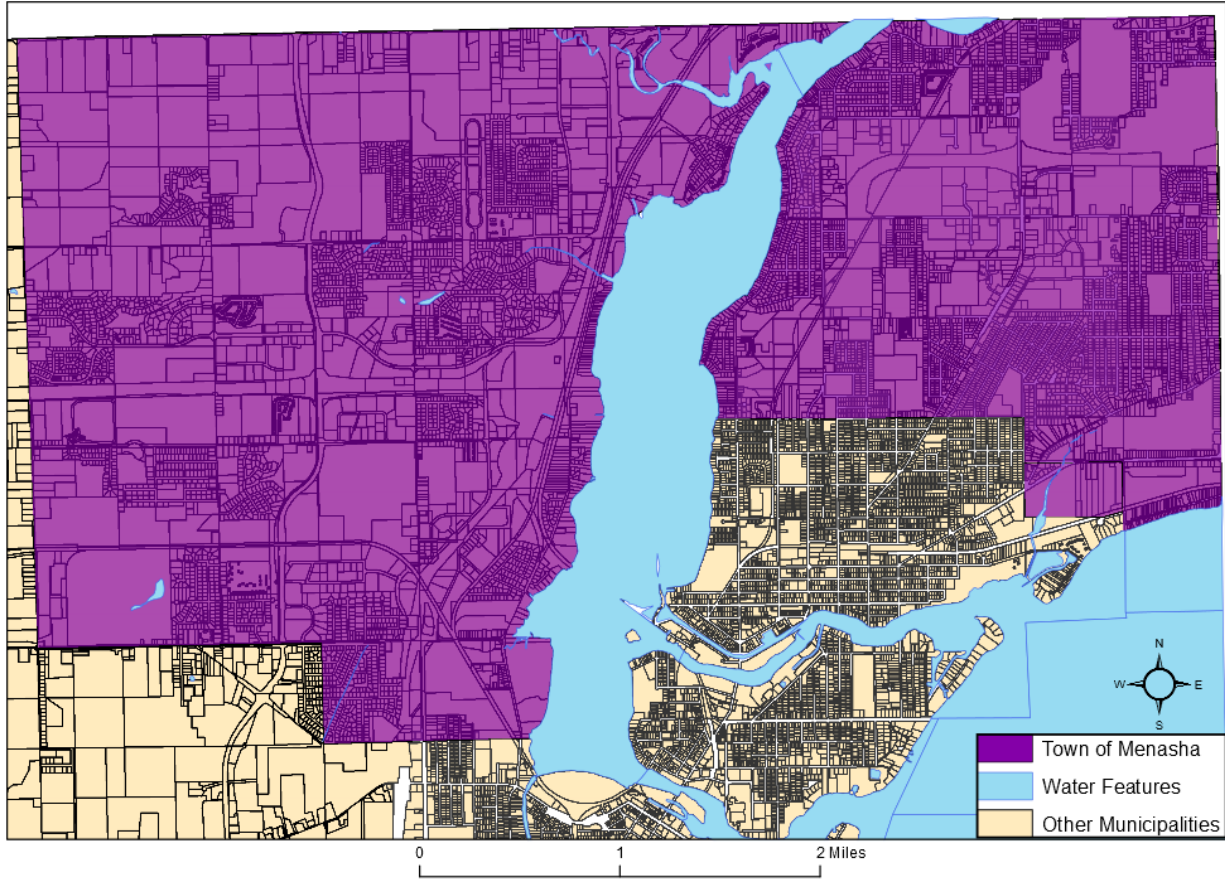 N
W E
S
Town of Menasha
Water Features
Other Municipalities
0 1 2 Miles